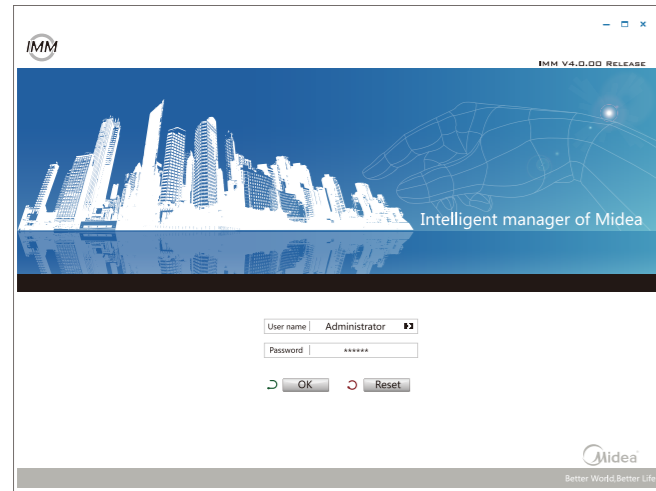 IMM
IMM V4.0.00 RELEASE
Intelligent manager of Midea
User name Administrator
Password ******
OK Reset
Midea
Better World,Better Life